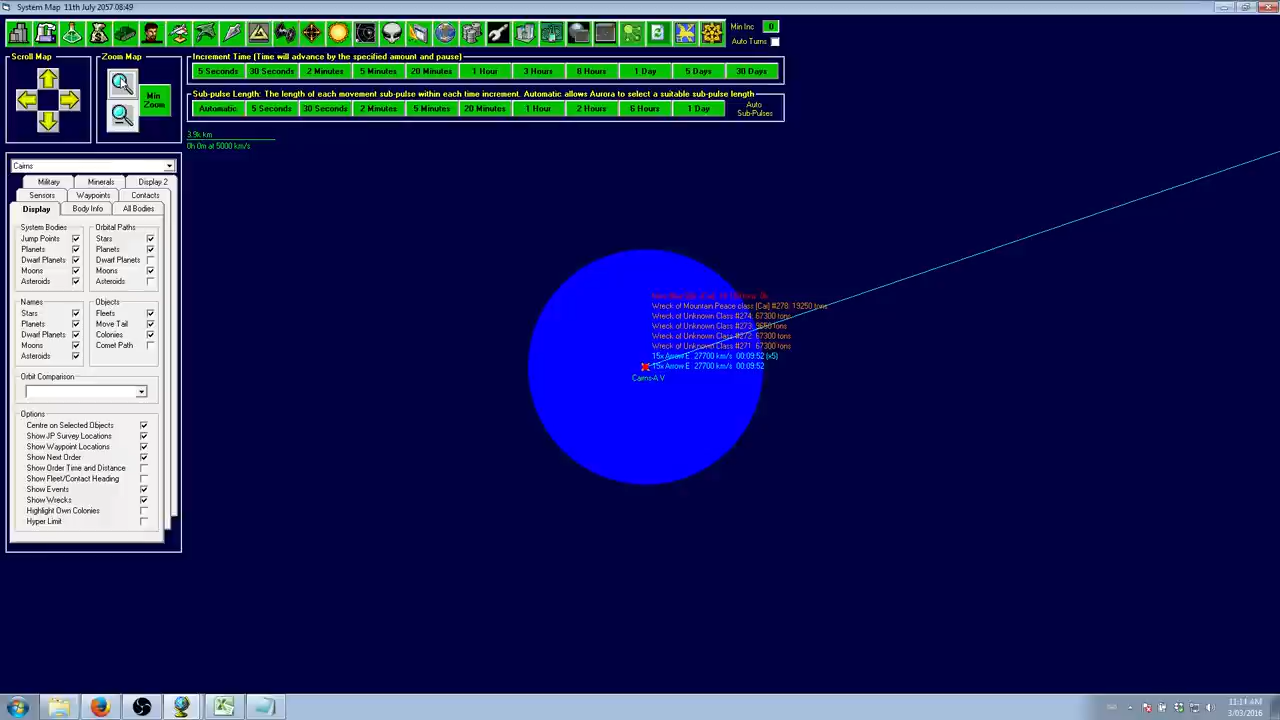 System Map 11th July 2057 08:49
Min Inc 0
Auto Turns
Scroll Map
Zoom Map
Min Zoom
Increment Time (Time will advance by the specified amount and pause)
5 Seconds 30 Seconds 2 Minutes 5 Minutes 20 Minutes 1 Hour 3 Hours 8 Hours 1 Day 5 Days 30 Days
Sub-pulse Length: The length of each movement sub-pulse within each time increment. Automatic allows Aurora to select a suitable sub-pulse length
Automatic 5 Seconds 30 Seconds 2 Minutes 5 Minutes 20 Minutes 1 Hour 2 Hours 6 Hours 1 Day
Auto Sub-Pulses
3.9k km
0h 0m at 5000 km/s
Cairns
Military Minerals Display 2
Sensors Waypoints Contacts
Display Body Info All Bodies
System Bodies
Jump Points
Planets
Dwarf Planets
Moons
Asteroids
Orbital Paths
Stars
Planets
Dwarf Planets
Moons
Asteroids
Names
Stars
Planets
Dwarf Planets
Moons
Asteroids
Objects
Fleets
Move Tail
Colonies
Comet Path
Orbit Comparison
Options
Centre on Selected Objects
Show JP Survey Locations
Show Waypoint Locations
Show Next Order
Show Order Time and Distance
Show Fleet/Contact Heading
Show Events
Show Wrecks
Highlight Own Colonies
Hyper Limit
Wreck of Mountain Peace class [Cai] #278: 19250 tons
Wreck of Unknown Class #274: 67300 tons
Wreck of Unknown Class #273: 9650 tons
Wreck of Unknown Class #272: 67300 tons
Wreck of Unknown Class #271: 67300 tons
15x Arrow E 27700 km/s 00:09:52 (x5)
15x Arrow E 27700 km/s 00:09:52
Cairns-A V
11:14 AM
3/03/2016